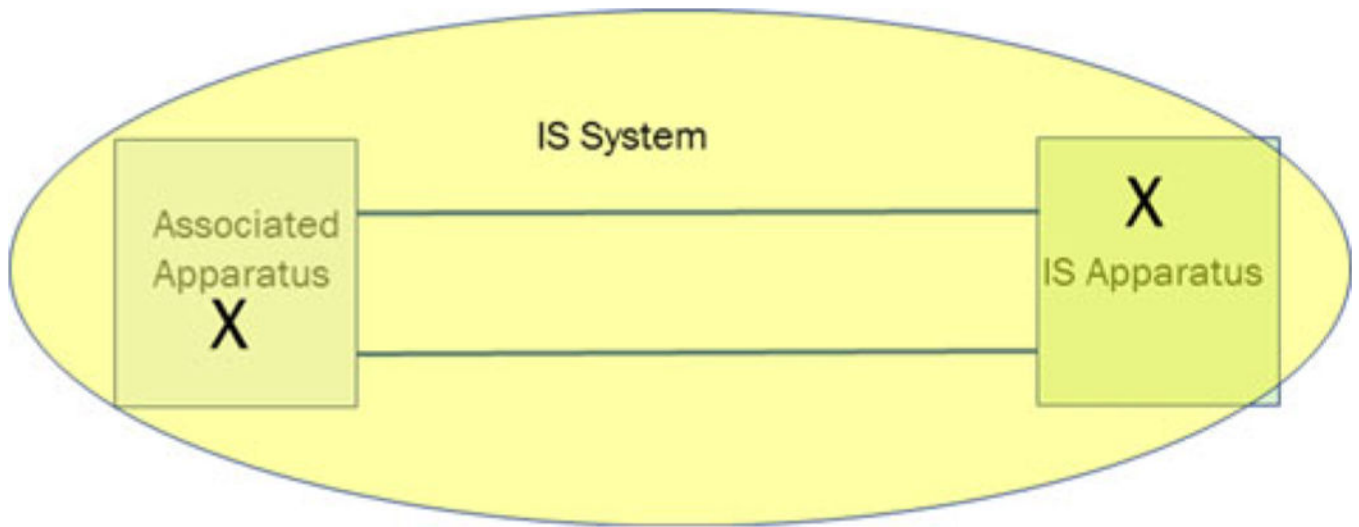 IS System
Associated
Apparatus
X
X
IS Apparatus